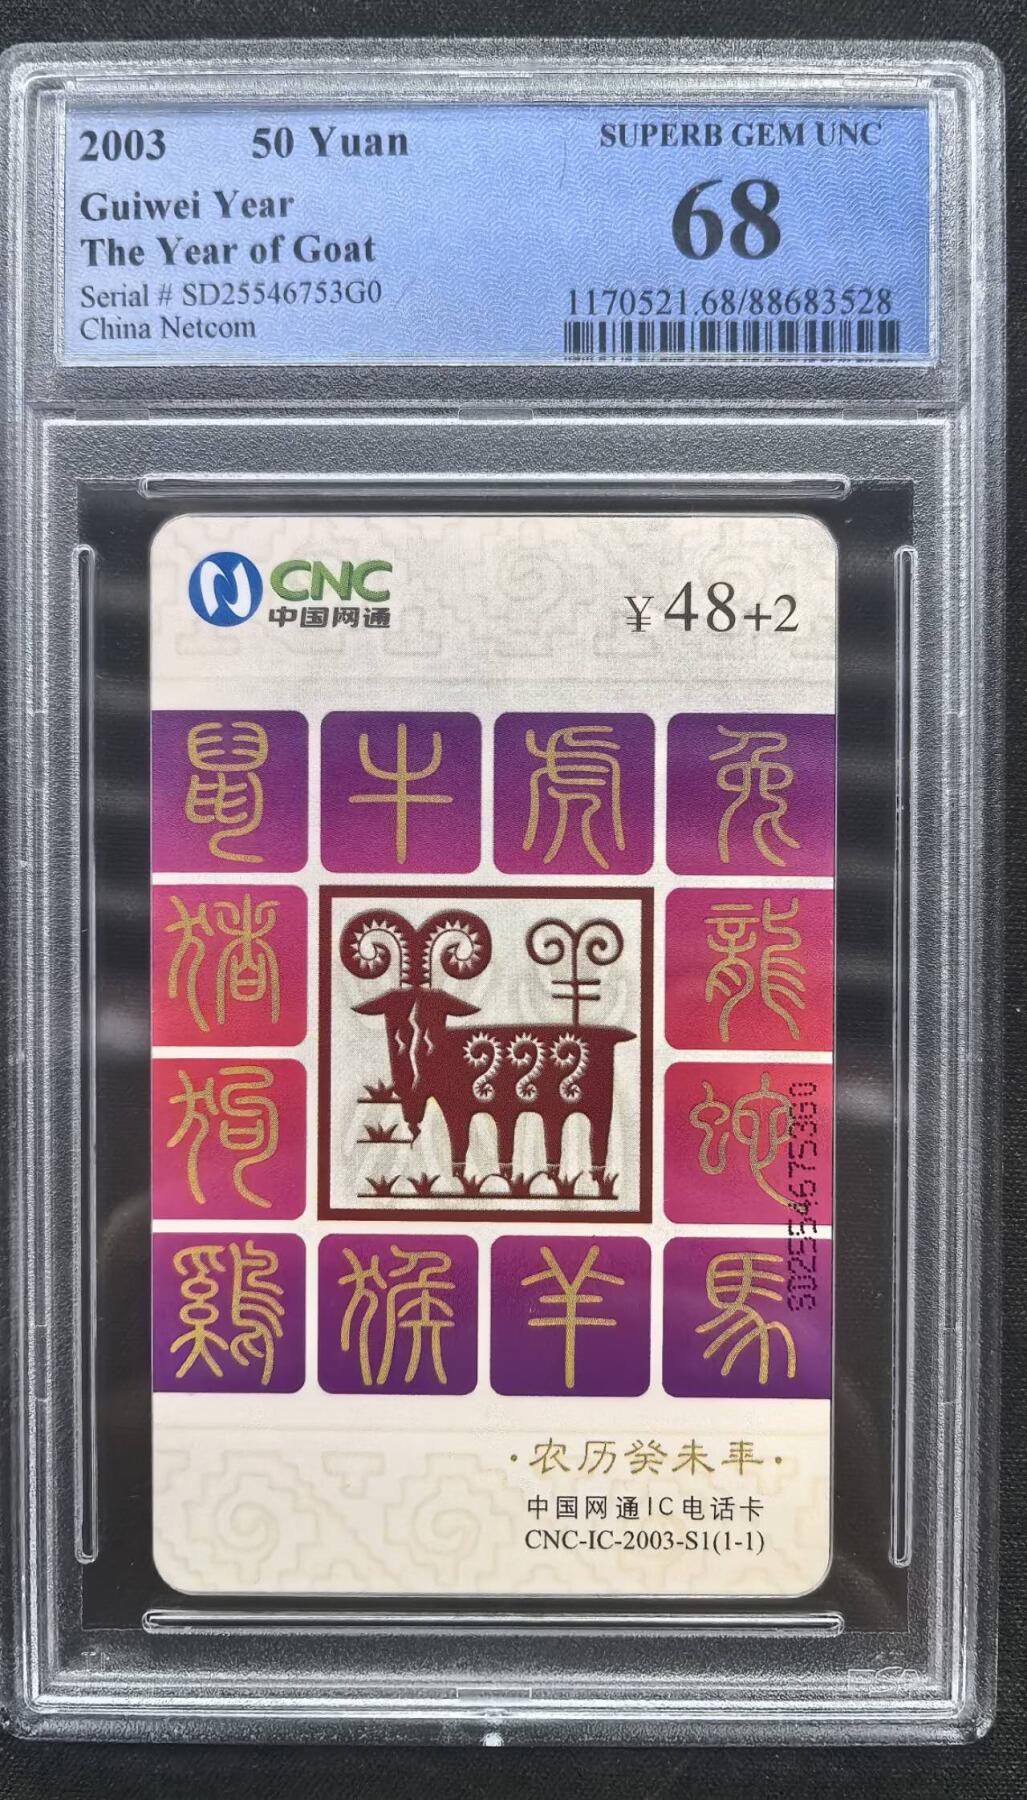 2003 50 Yuan
SUPERB GEM UNC
Guiwei Year
68
The Year of Goat
Serial # SD25546753G0
1170521.68/88683528
China Netcom
CNC
中国网通
¥48+2
鼠 牛 虎 兔
猪 龍
羊
狗 蛇
SD25546753G0
鷄 猴 羊 馬
·农历癸未年·
中国网通IC电话卡
CNC-IC-2003-S1(1-1)